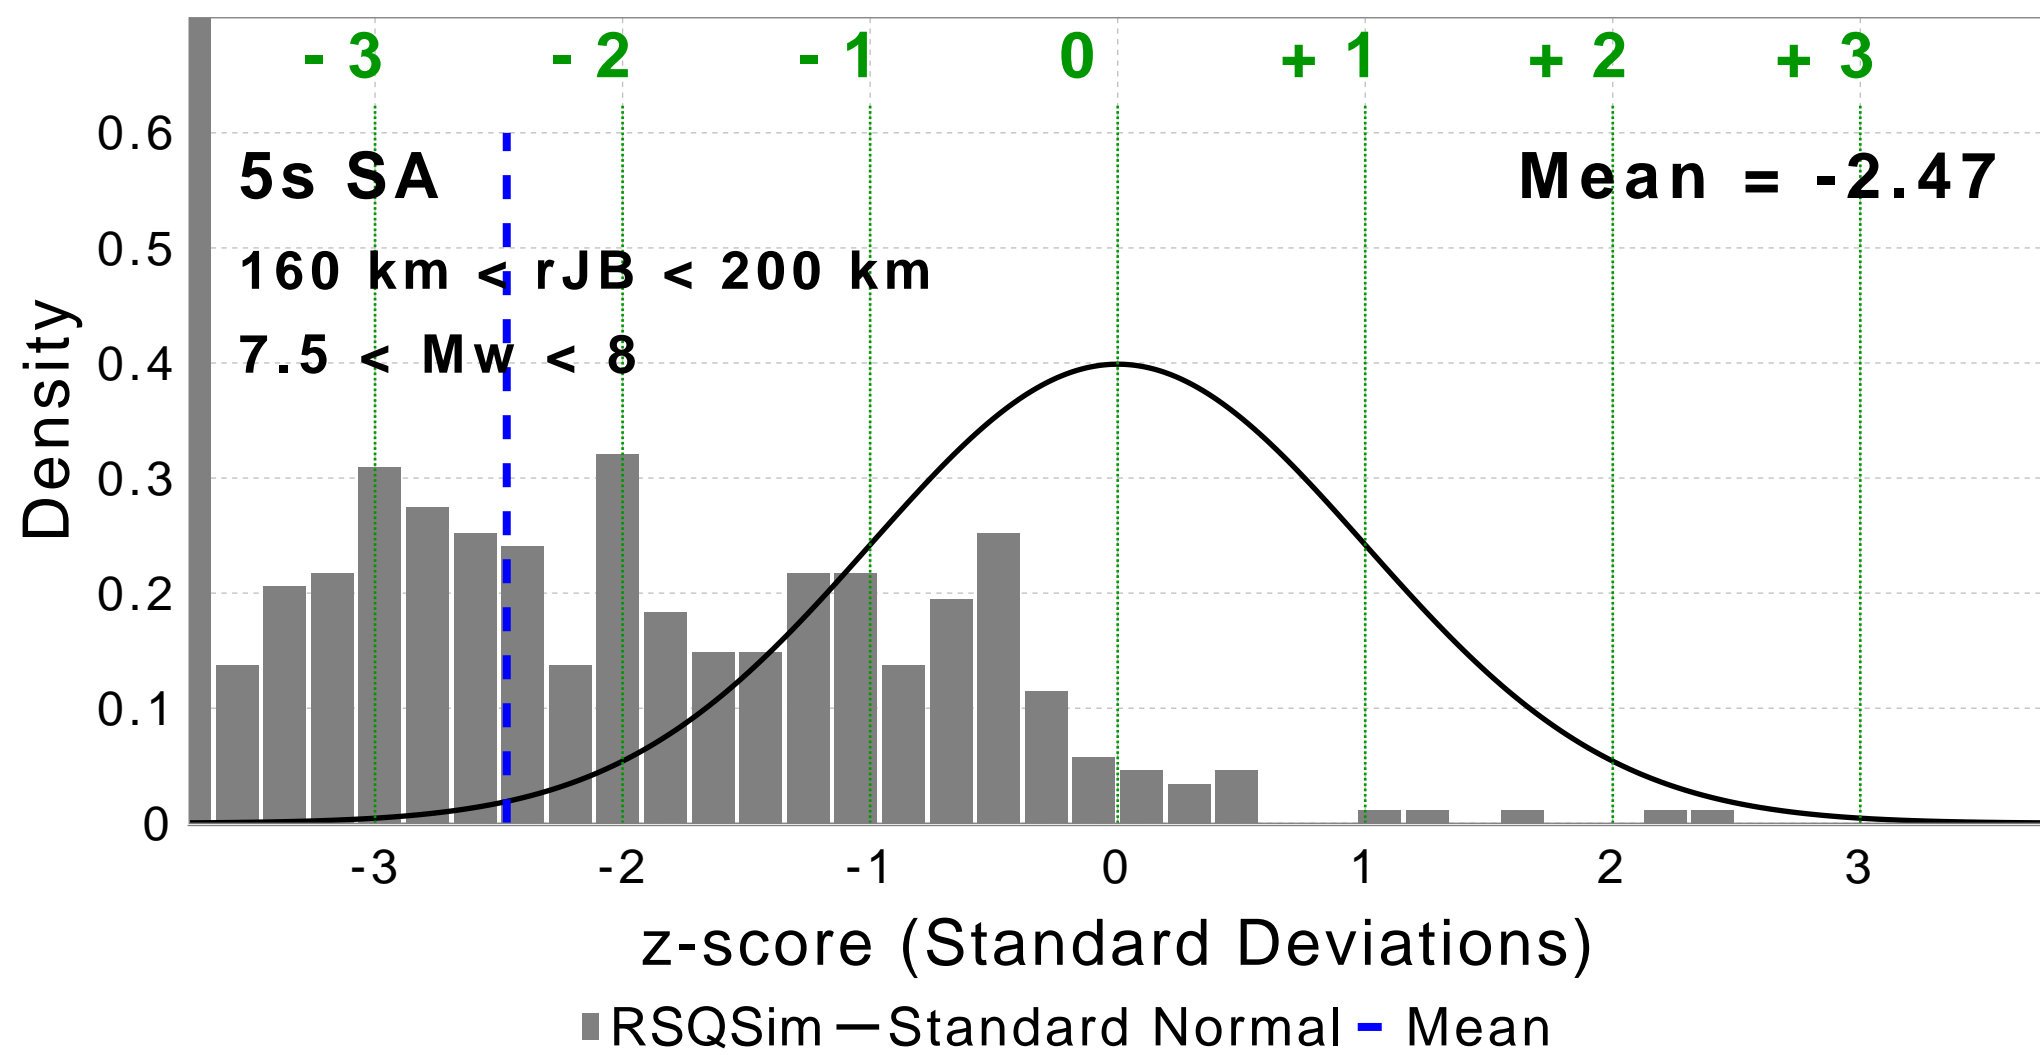 - 3 - 2 - 1 0 + 1 + 2 + 3
0.6
5s SA
Mean = -2.47
0.5
160 km < rJB < 200 km
7.5 < Mw < 8
0.4
Density
0.3
0.2
0.1
0
-3 -2 -1 0 1 2 3
z-score (Standard Deviations)
RSQSim Standard Normal Mean